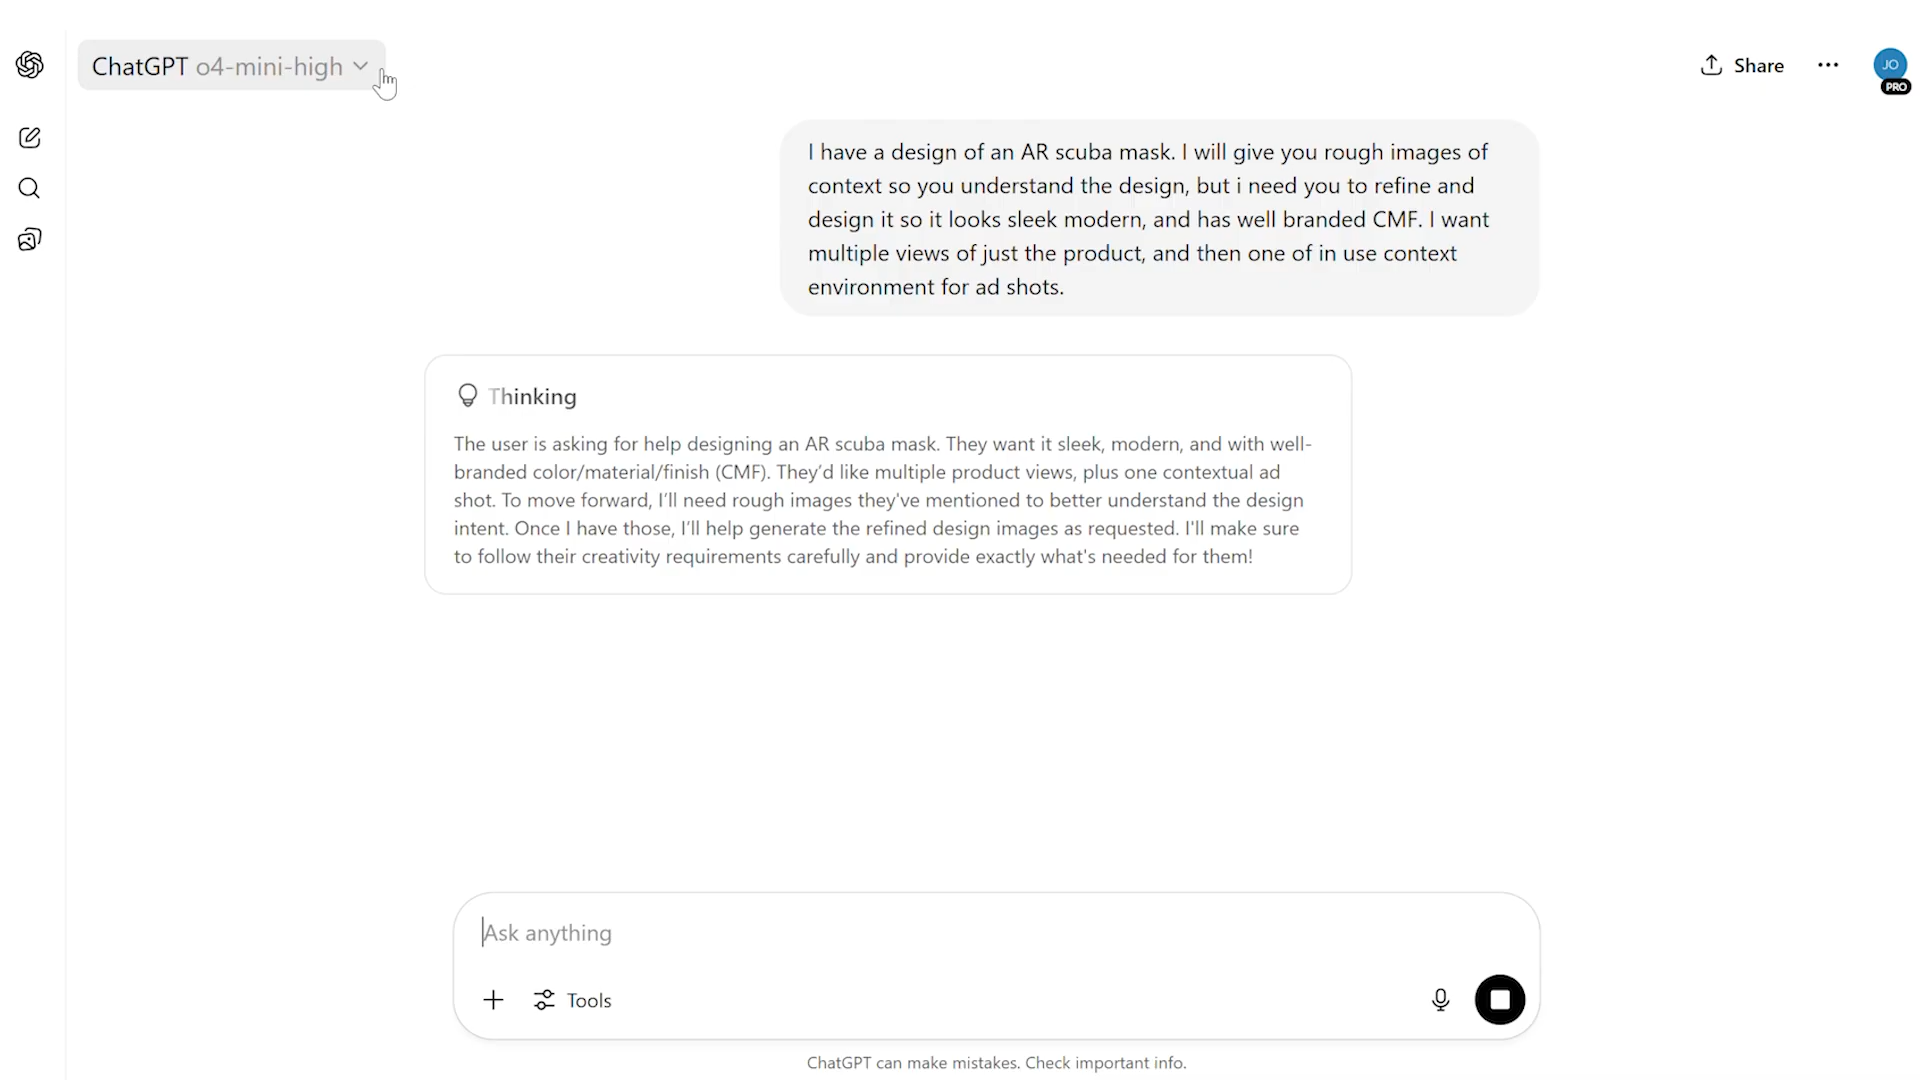 ChatGPT o4-mini-high
Share
JO
PRO
I have a design of an AR scuba mask. I will give you rough images of
context so you understand the design, but i need you to refine and
design it so it looks sleek modern, and has well branded CMF. I want
multiple views of just the product, and then one of in use context
environment for ad shots.
Thinking
The user is asking for help designing an AR scuba mask. They want it sleek, modern, and with well-
branded color/material/finish (CMF). They’d like multiple product views, plus one contextual ad
shot. To move forward, I’ll need rough images they've mentioned to better understand the design
intent. Once I have those, I’ll help generate the refined design images as requested. I'll make sure
to follow their creativity requirements carefully and provide exactly what's needed for them!
Ask anything
Tools
ChatGPT can make mistakes. Check important info.